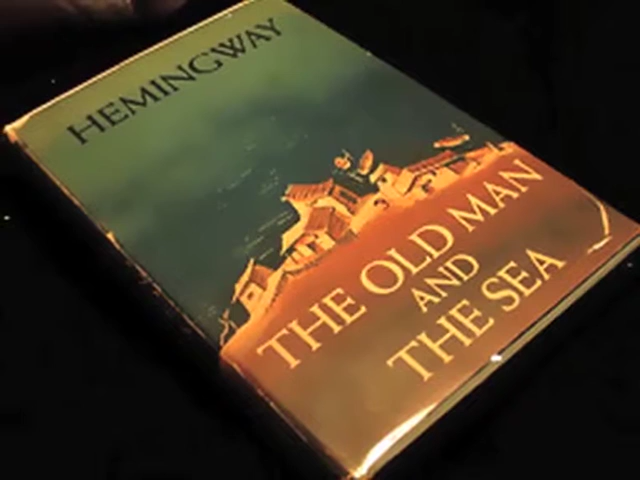 HEMINGWAY
THE OLD MAN
AND
THE SEA